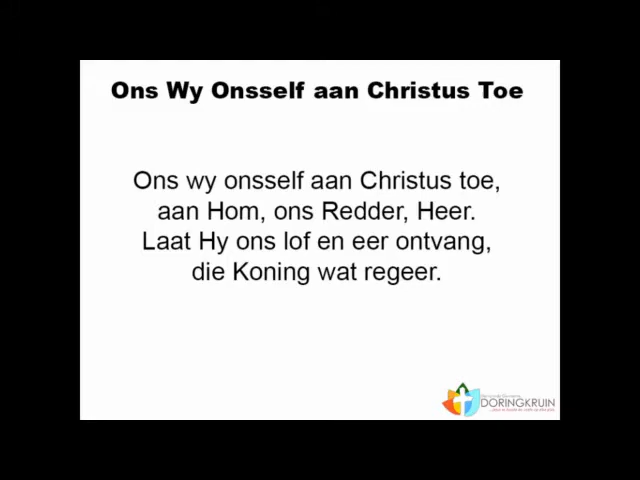 Ons Wy Onsself aan Christus Toe
Ons wy onsself aan Christus toe,
aan Hom, ons Redder, Heer.
Laat Hy ons lof en eer ontvang,
die Koning wat regeer.
DORINGKRUIN